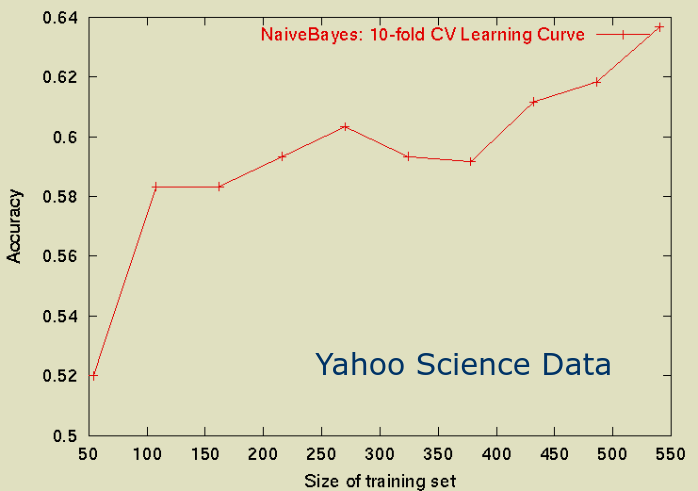 0.64
NaiveBayes: 10-fold CV Learning Curve
0.62
0.6
0.58
Accuracy
0.56
0.54
Yahoo Science Data
0.52
0.5
50 100 150 200 250 300 350 400 450 500 550
Size of training set